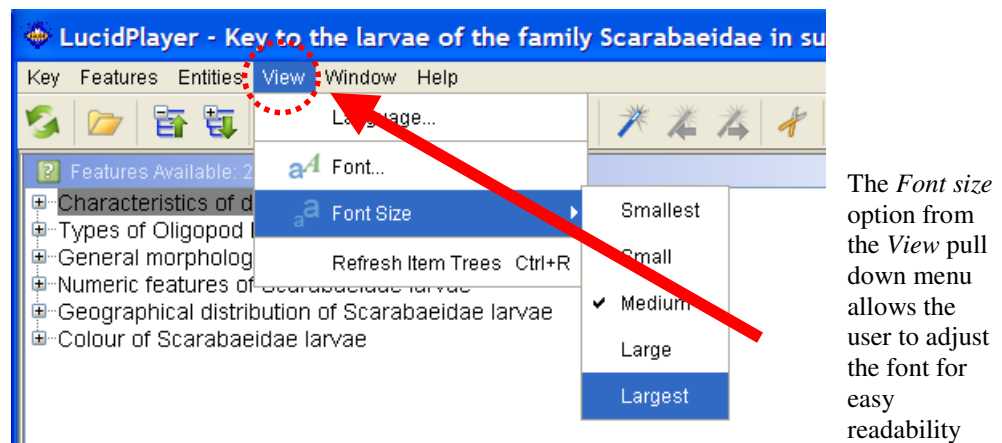 LucidPlayer - Key to the larvae of the family Scarabaeidae in su
Key Features Entities View Window Help
Language...
Features Available: 2
Font...
Characteristics of d
Font Size
Smallest
Types of Oligopod
General morpholog
Refresh Item Trees Ctrl+R
Small
Numeric features of Scarabaeidae larvae
Geographical distribution of Scarabaeidae larvae
Medium
Colour of Scarabaeidae larvae
Large
Largest
The Font size
option from
the View pull
down menu
allows the
user to adjust
the font for
easy
readability